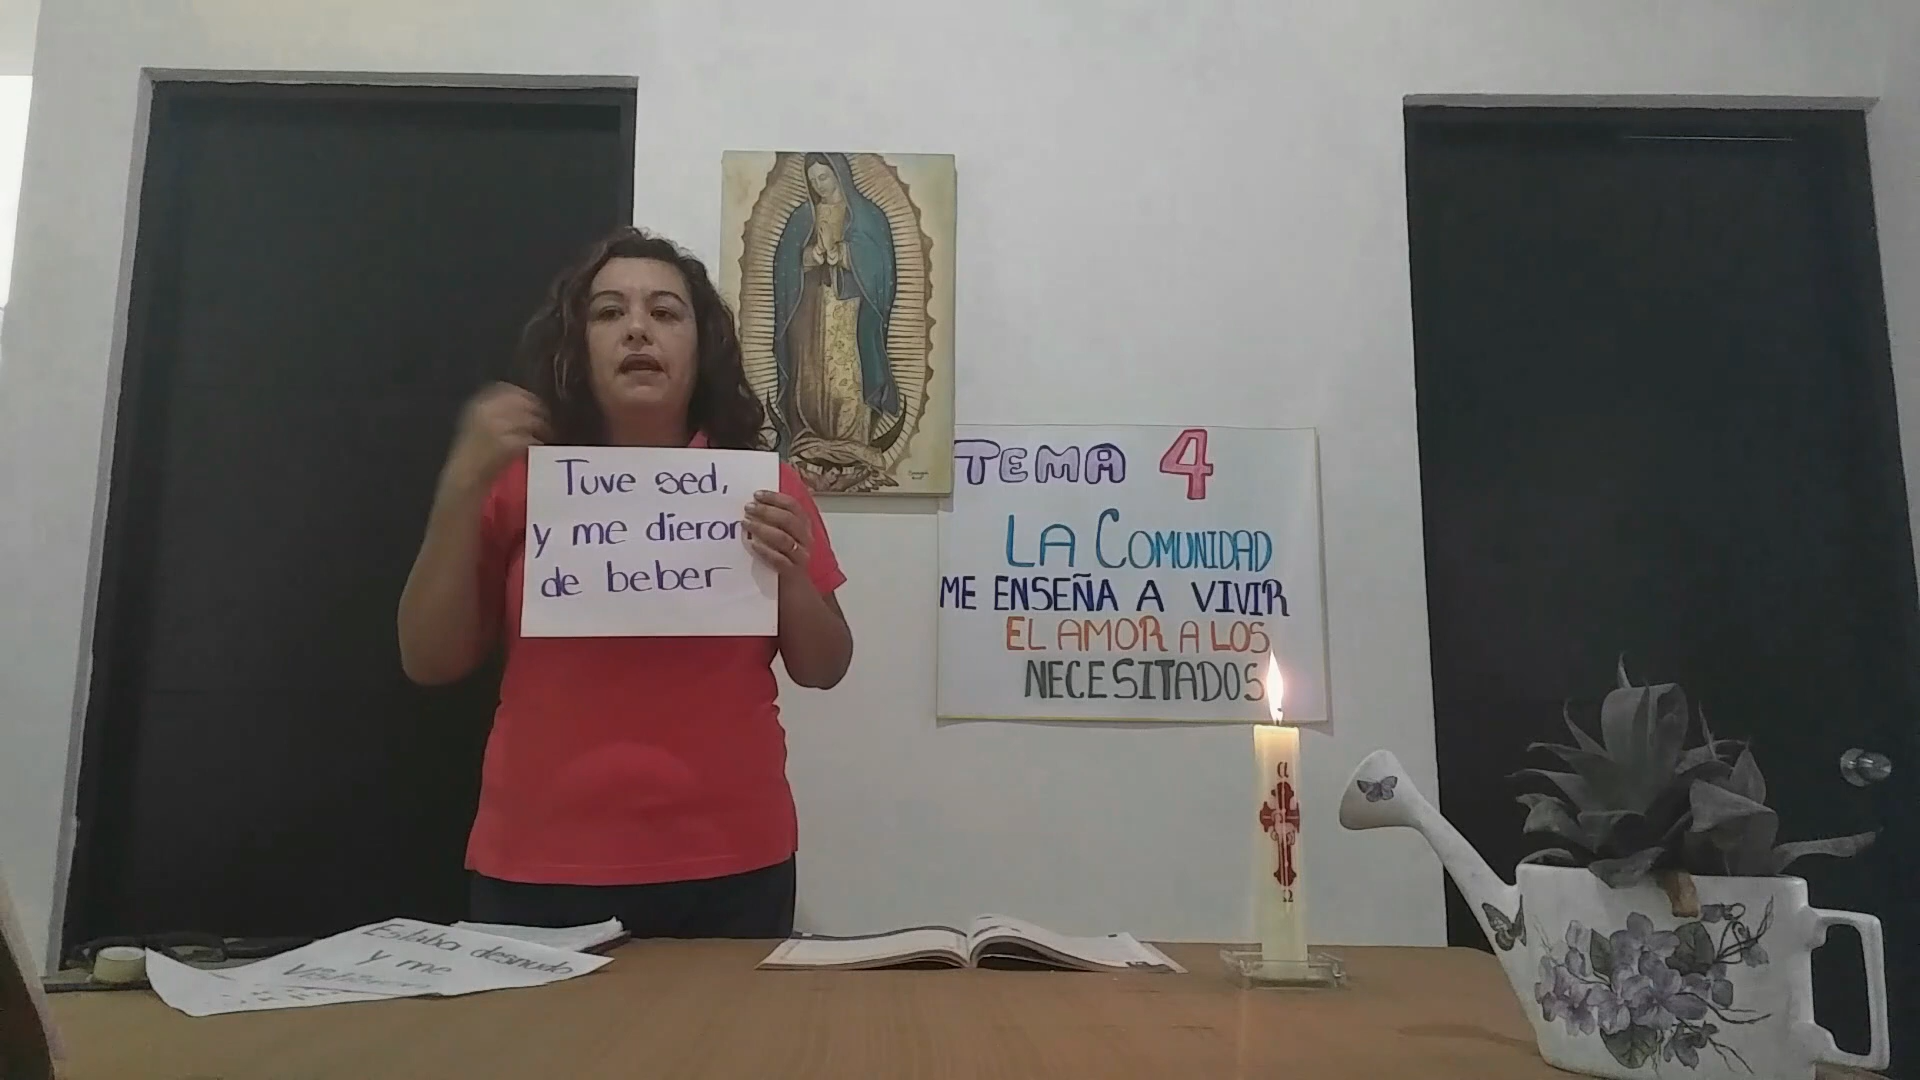 Tuve sed,
y me dieron
de beber
TEMA 4
LA COMUNIDAD
ME ENSEÑA A VIVIR
EL AMOR A LOS
NECESITADOS
α
Ω
Estaba desnudo
y me